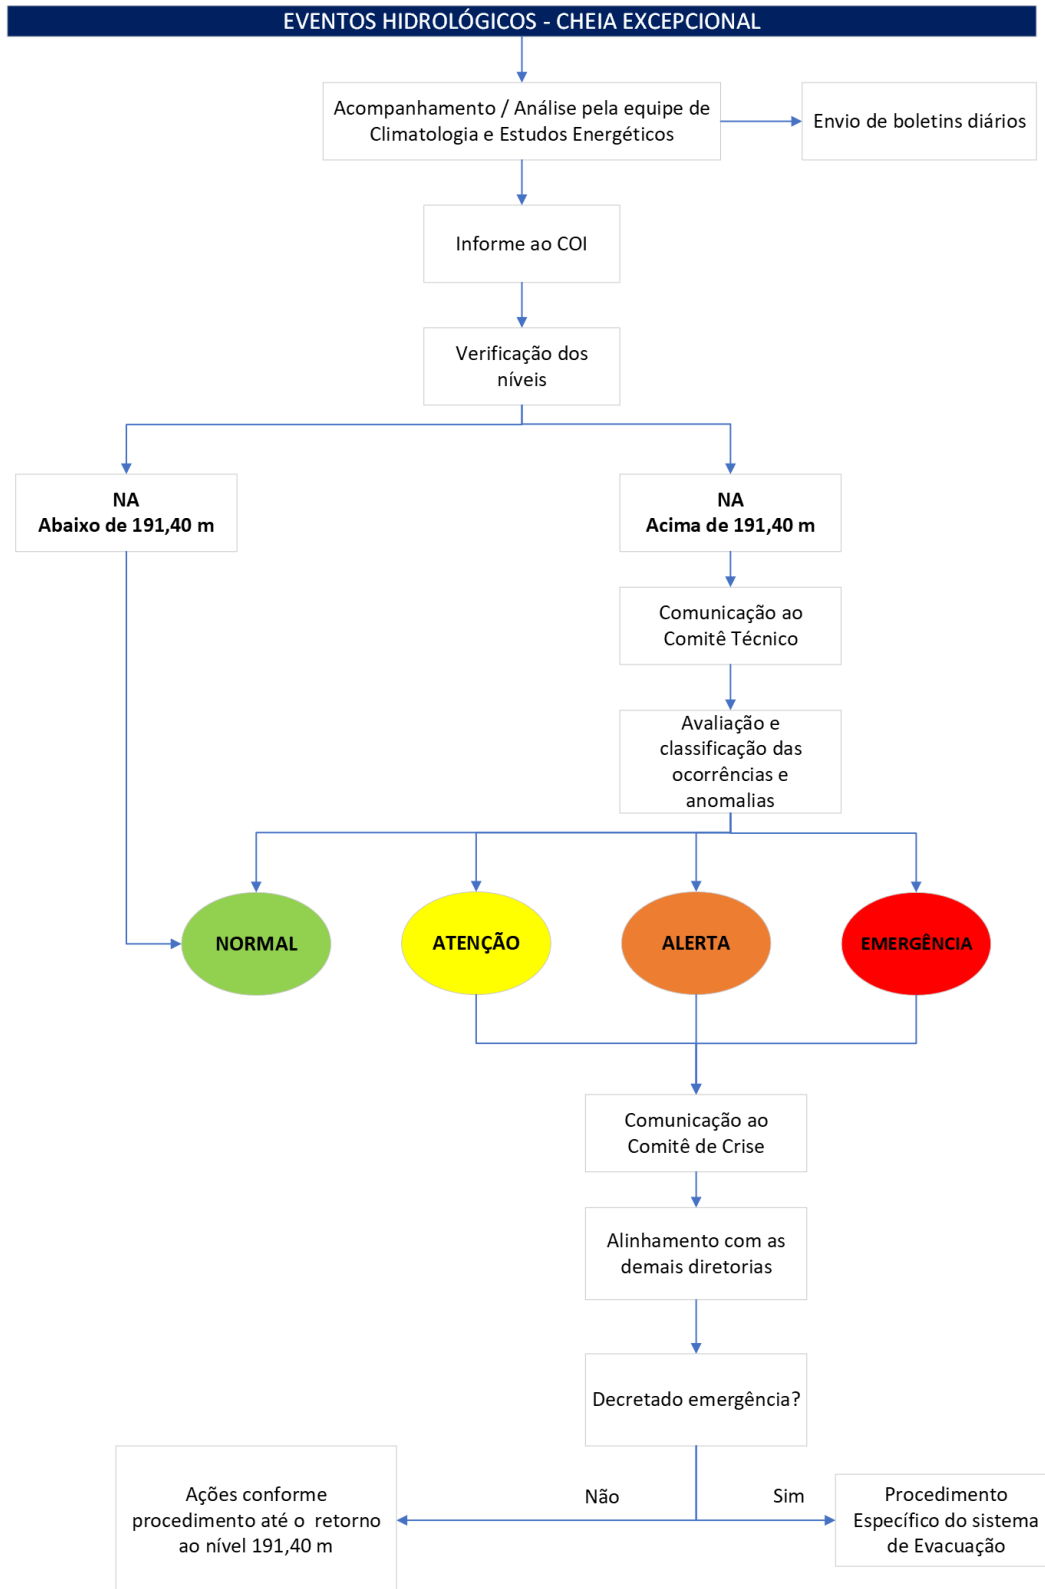 EVENTOS HIDROLÓGICOS - CHEIA EXCEPCIONAL
Acompanhamento / Análise pela equipe de
Climatologia e Estudos Energéticos
Envio de boletins diários
Informe ao COI
Verificação dos
níveis
NA
Abaixo de 191,40 m
NA
Acima de 191,40 m
Comunicação ao
Comitê Técnico
Avaliação e
classificação das
ocorrências e
anomalias
NORMAL
ATENÇÃO
ALERTA
EMERGÊNCIA
Comunicação ao
Comitê de Crise
Alinhamento com as
demais diretorias
Decretado emergência?
Não
Sim
Ações conforme
procedimento até o retorno
ao nível 191,40 m
Procedimento
Específico do sistema
de Evacuação